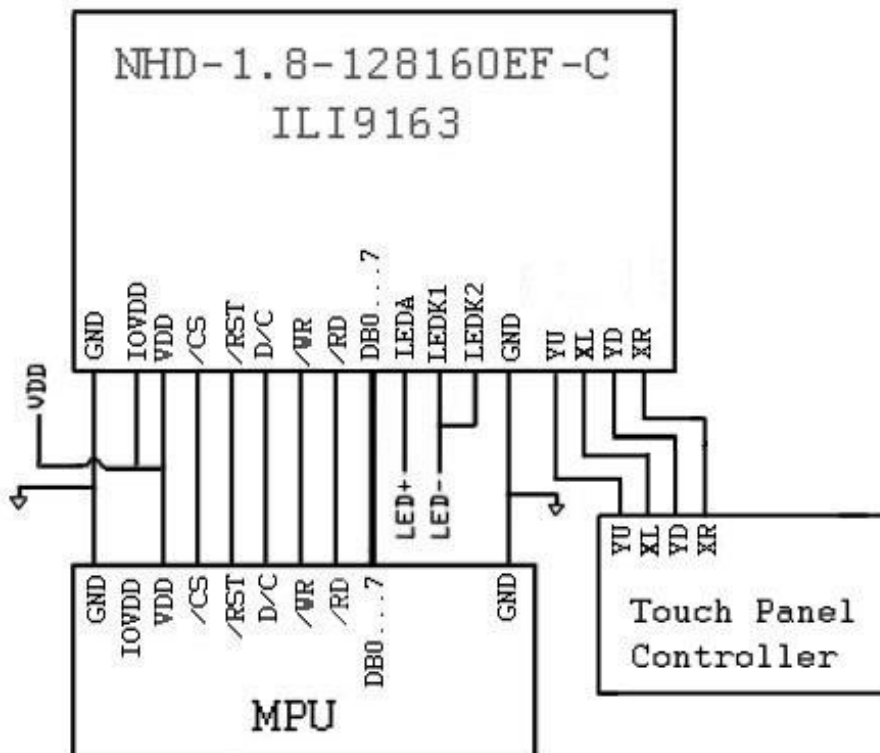 NHD-1.8-128160EF-C
ILI9163
GND
IOVDD
VDD
/CS
/RST
D/C
/WR
/RD
DB0....7
LEDA
LEDK1
LEDK2
GND
YU
XL
YD
XR
VDD
LED+
LED-
GND
IOVDD
VDD
/CS
/RST
D/C
/WR
/RD
DB0....7
GND
YU
XL
YD
XR
Touch Panel
Controller
MPU